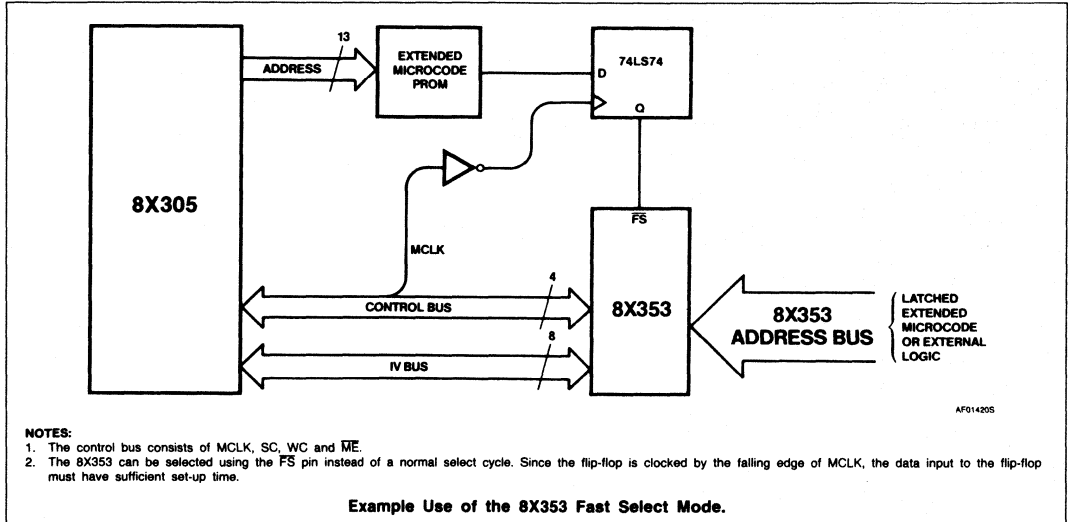 13
ADDRESS
EXTENDED
MICROCODE
PROM
74LS74
D
Q
8X305
MCLK
F̅S̅
4
CONTROL BUS
8X353
8
IV BUS
8X353
ADDRESS BUS
LATCHED
EXTENDED
MICROCODE
OR EXTERNAL
LOGIC
AF01420S
NOTES:
1. The control bus consists of MCLK, SC, WC and M̅E̅.
2. The 8X353 can be selected using the F̅S̅ pin instead of a normal select cycle. Since the flip-flop is clocked by the falling edge of MCLK, the data input to the flip-flop
must have sufficient set-up time.
Example Use of the 8X353 Fast Select Mode.